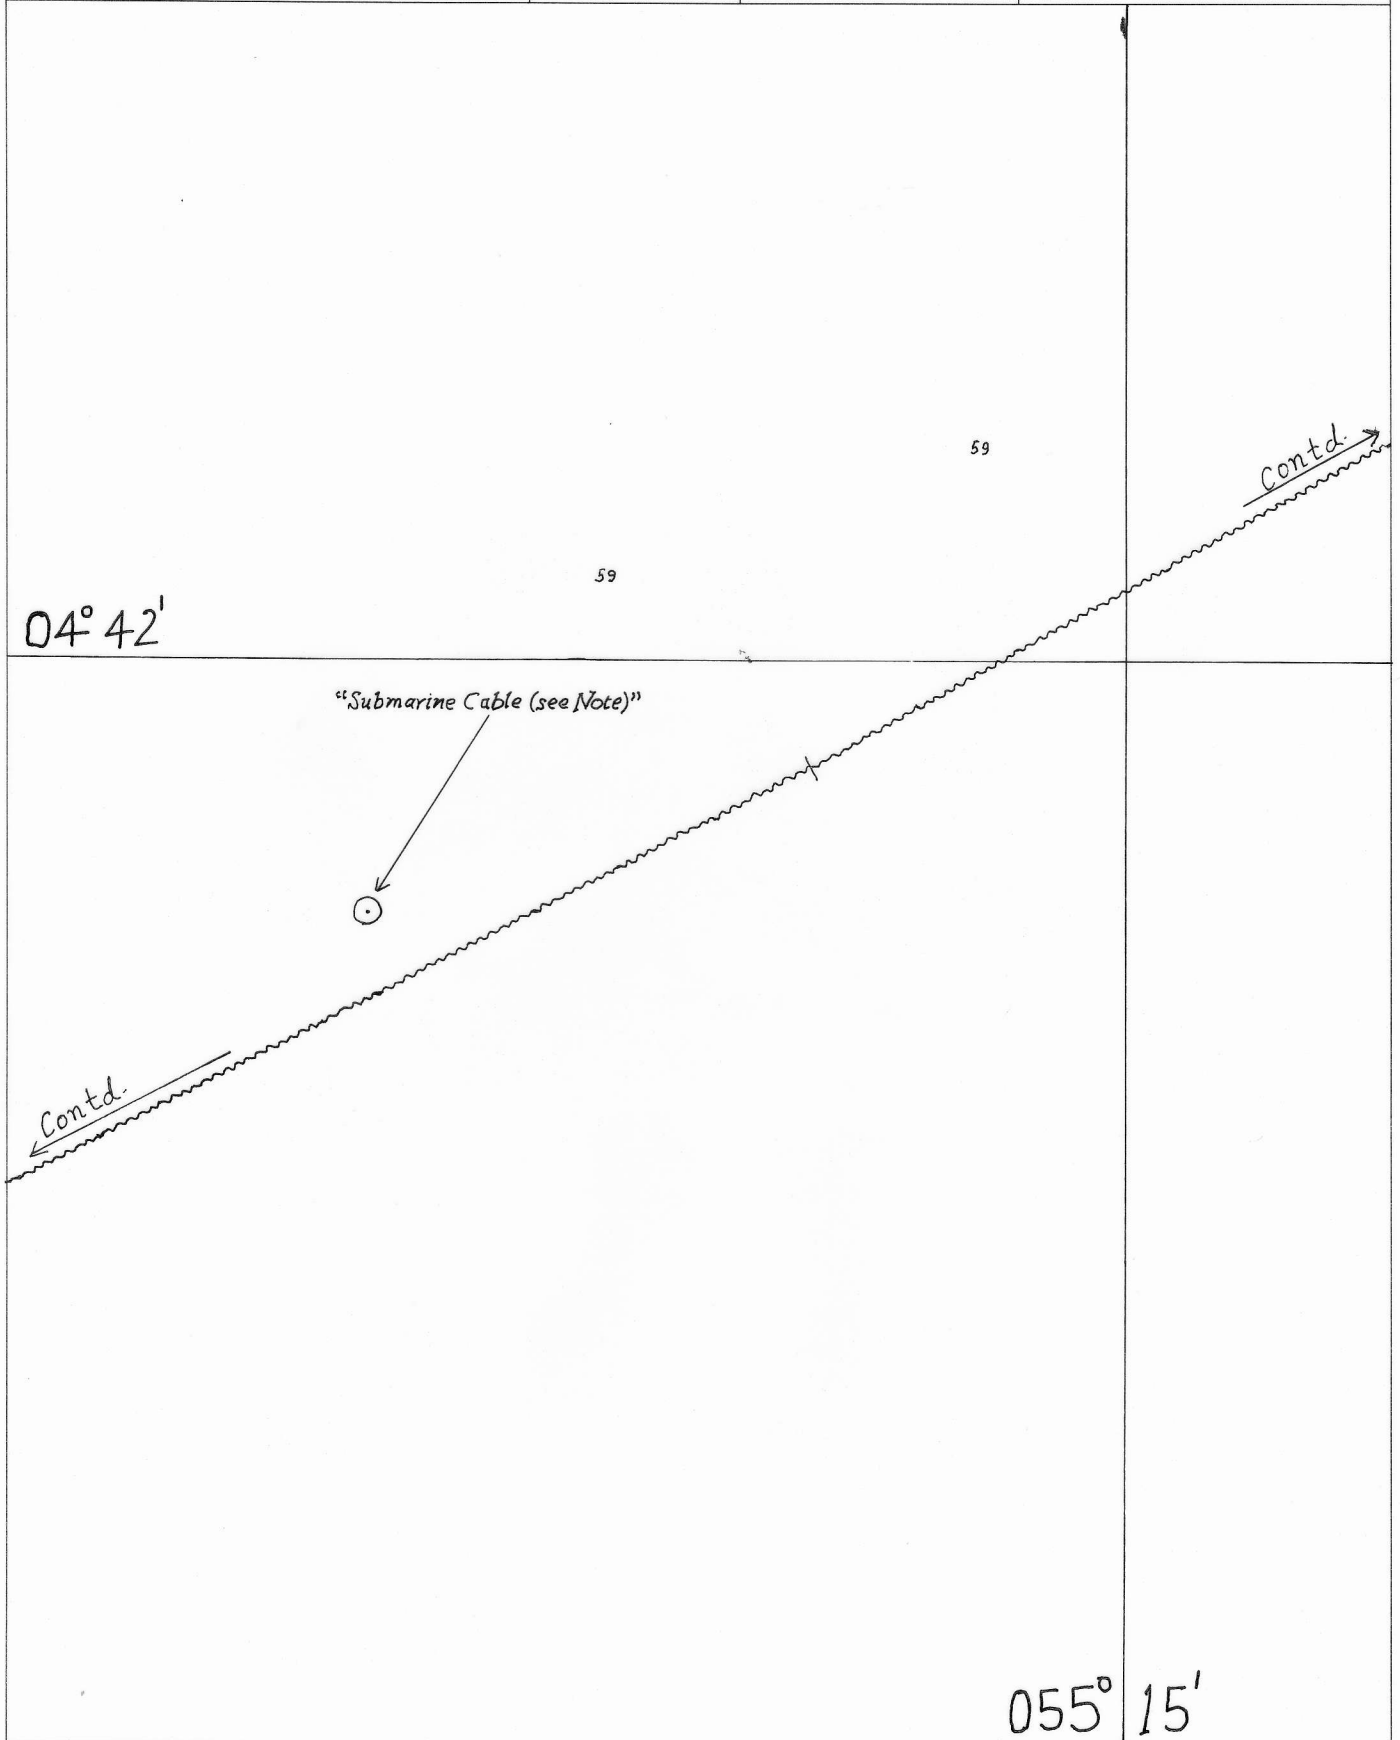 59
Contd.
59
04° 42'
“Submarine Cable (see Note)”
Contd.
055° 15'